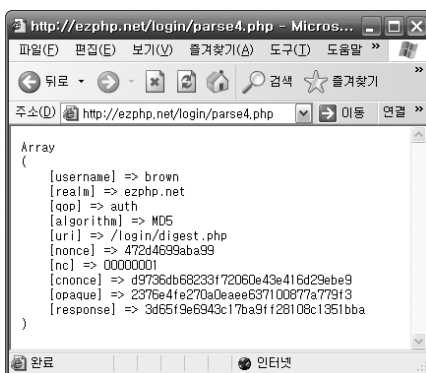 http://ezphp.net/login/parse4.php - Micros...
파일(F) 편집(E) 보기(V) 즐겨찾기(A) 도구(T) 도움말 »
뒤로 검색 즐겨찾기 »
주소(D) http://ezphp.net/login/parse4.php 이동 연결 »
Array
(
[username] => brown
[realm] => ezphp.net
[qop] => auth
[algorithm] => MD5
[uri] => /login/digest.php
[nonce] => 472d4699aba99
[nc] => 00000001
[cnonce] => d9736db68233f72060e43e416d29ebe9
[opaque] => 2376e4fe270a0eaee637100877a779f3
[response] => 3d65f9e6943c17ba9ff28108c1351bba
)
완료 인터넷